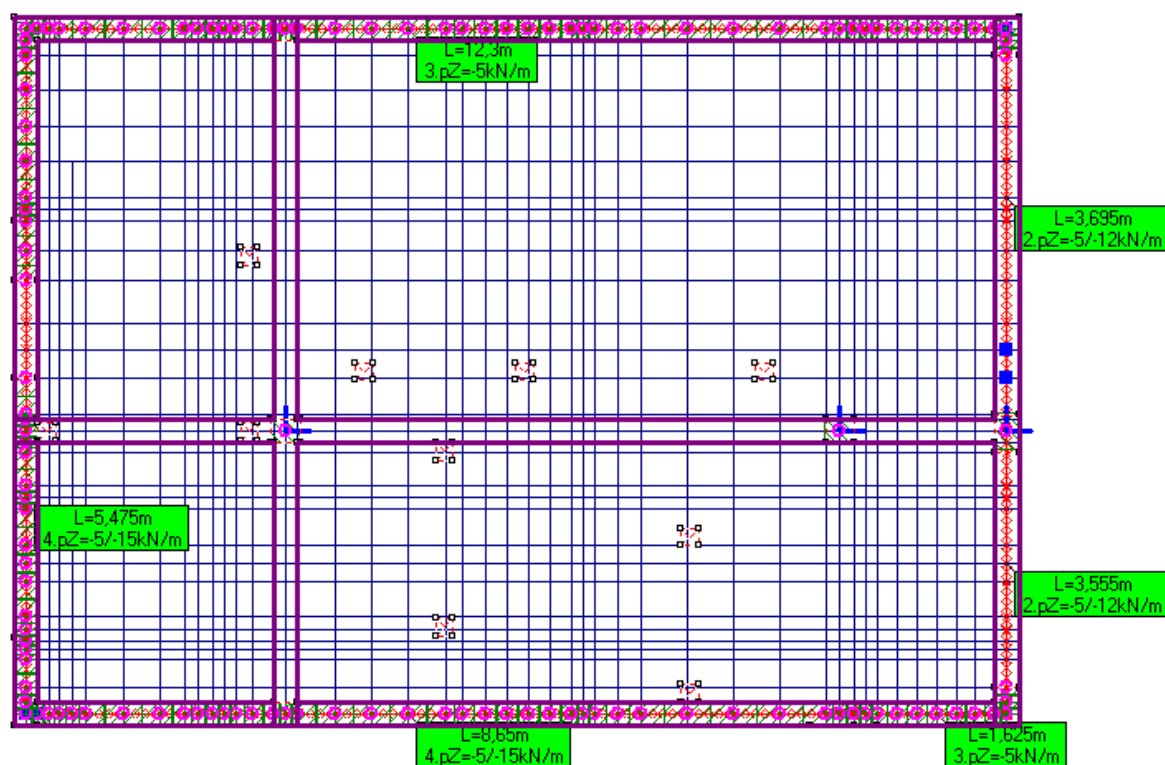 L=12,3m
3.pZ=-5kN/m
L=3,695m
2.pZ=-5/-12kN/m
L=5,475m
4.pZ=-5/-15kN/m
L=3,555m
2.pZ=-5/-12kN/m
L=8,65m
4.pZ=-5/-15kN/m
L=1,625m
3.pZ=-5kN/m